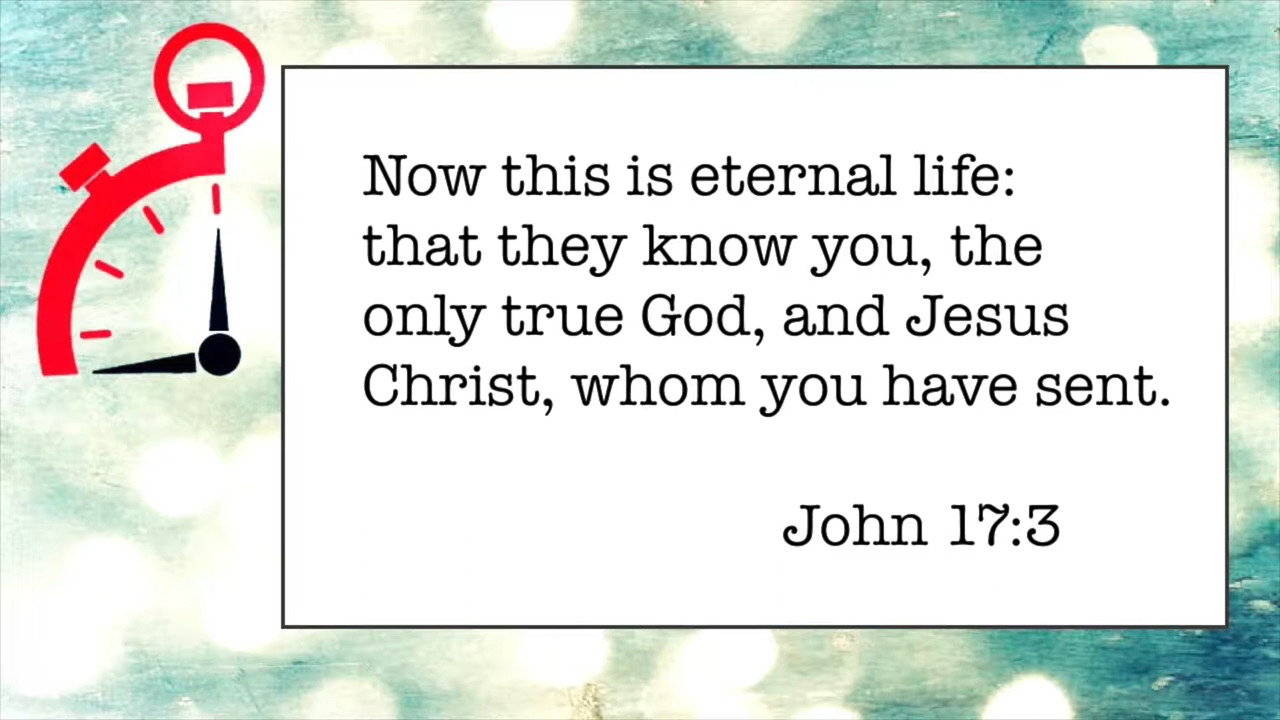 Now this is eternal life:
that they know you, the
only true God, and Jesus
Christ, whom you have sent.
John 17:3